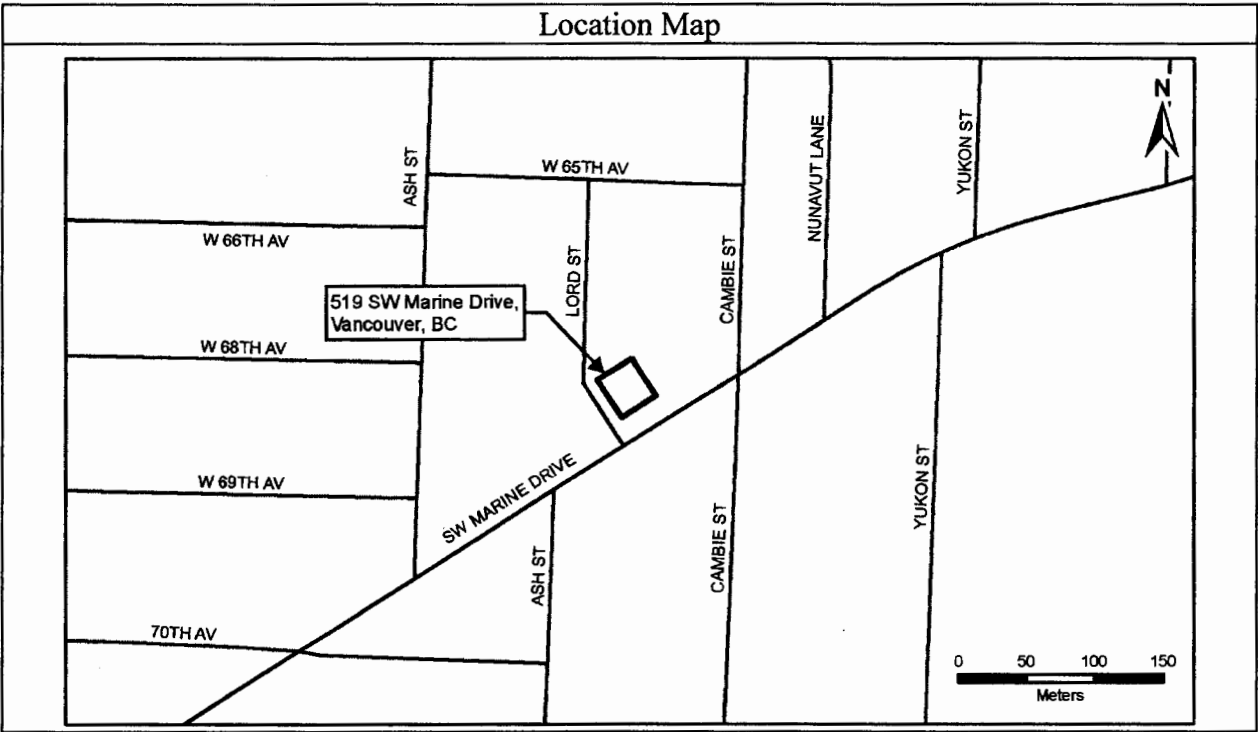 Location Map
N
ASH ST
W 65TH AV
NUNAVUT LANE
YUKON ST
W 66TH AV
LORD ST
CAMBIE ST
519 SW Marine Drive,
Vancouver, BC
W 68TH AV
W 69TH AV
SW MARINE DRIVE
YUKON ST
ASH ST
CAMBIE ST
70TH AV
0 50 100 150
Meters